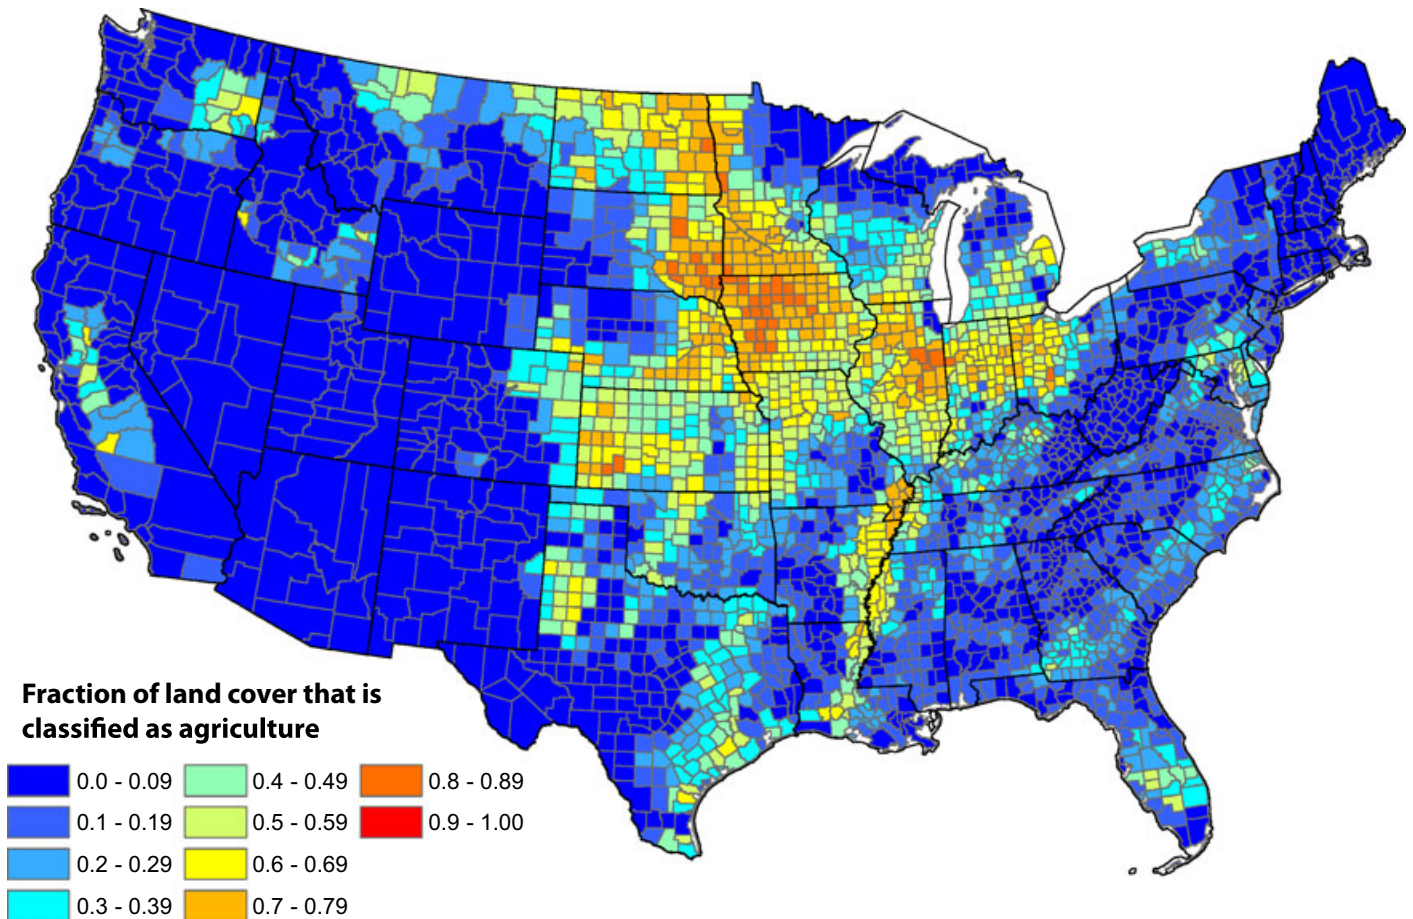 Fraction of land cover that is
classified as agriculture
0.0 - 0.09
0.1 - 0.19
0.2 - 0.29
0.3 - 0.39
0.4 - 0.49
0.5 - 0.59
0.6 - 0.69
0.7 - 0.79
0.8 - 0.89
0.9 - 1.00